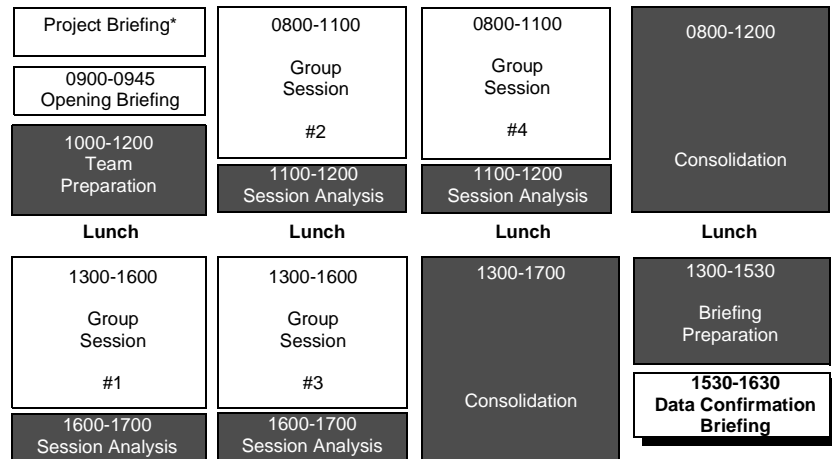 Project Briefing*
0900-0945
Opening Briefing
1000-1200
Team
Preparation
Lunch
1300-1600
Group
Session
#1
1600-1700
Session Analysis
0800-1100
Group
Session
#2
1100-1200
Session Analysis
Lunch
1300-1600
Group
Session
#3
1600-1700
Session Analysis
0800-1100
Group
Session
#4
1100-1200
Session Analysis
Lunch
1300-1700
Consolidation
0800-1200
Consolidation
Lunch
1300-1530
Briefing
Preparation
1530-1630
Data Confirmation
Briefing